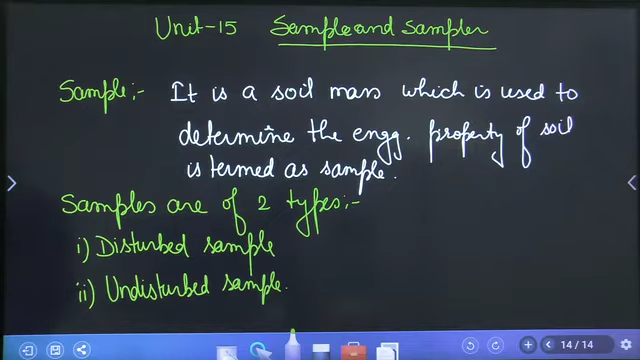 Unit-15 Sample and Sampler
Sample:- It is a soil mass which is used to
determine the engg. property of soil
is termed as sample.
Samples are of 2 types:-
i) Disturbed sample
ii) Undisturbed sample.
14 / 14